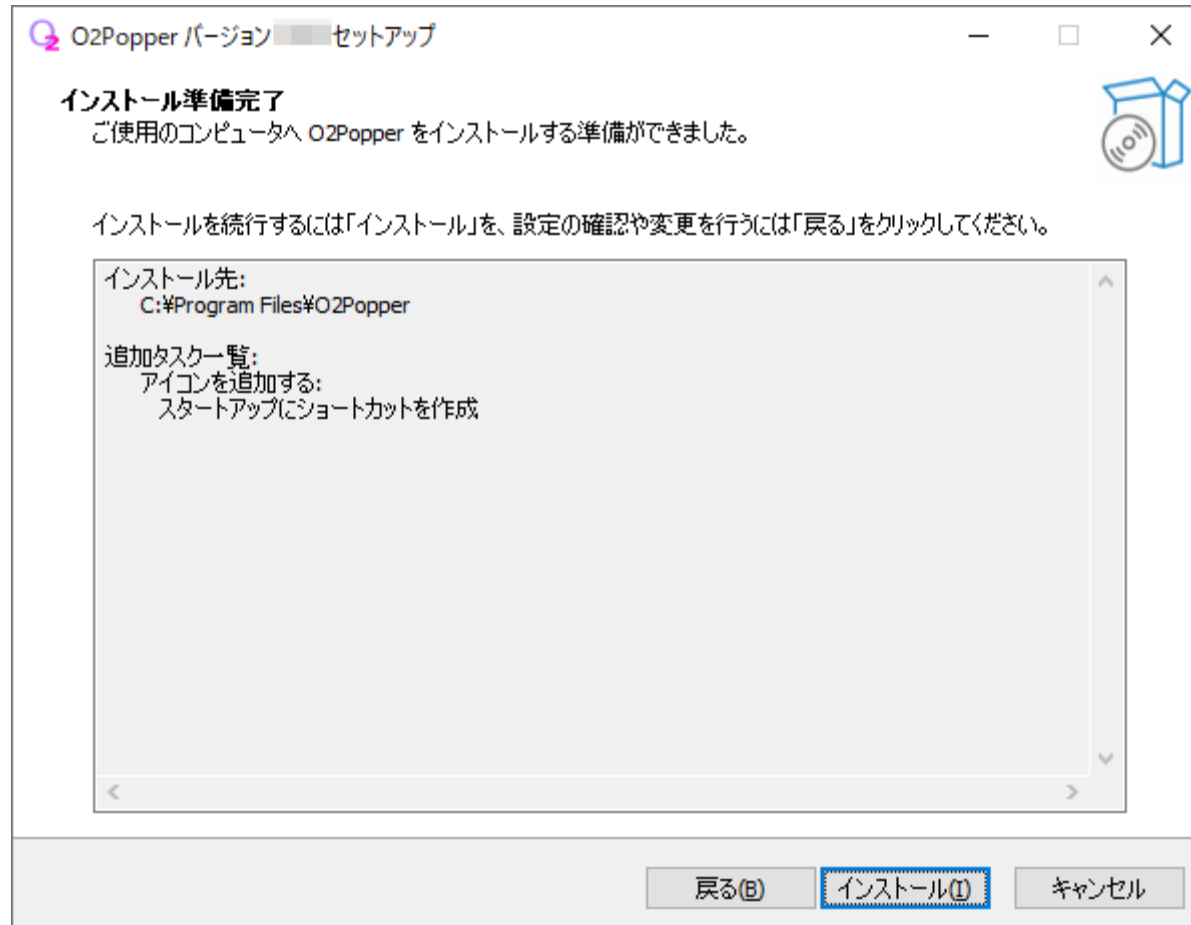 O2Popper バージョン セットアップ
インストール準備完了
ご使用のコンピュータへ O2Popper をインストールする準備ができました。
インストールを続行するには「インストール」を、設定の確認や変更を行うには「戻る」をクリックしてください。
インストール先:
C:¥Program Files¥O2Popper
追加タスク一覧:
アイコンを追加する:
スタートアップにショートカットを作成
戻る(B) インストール(I) キャンセル